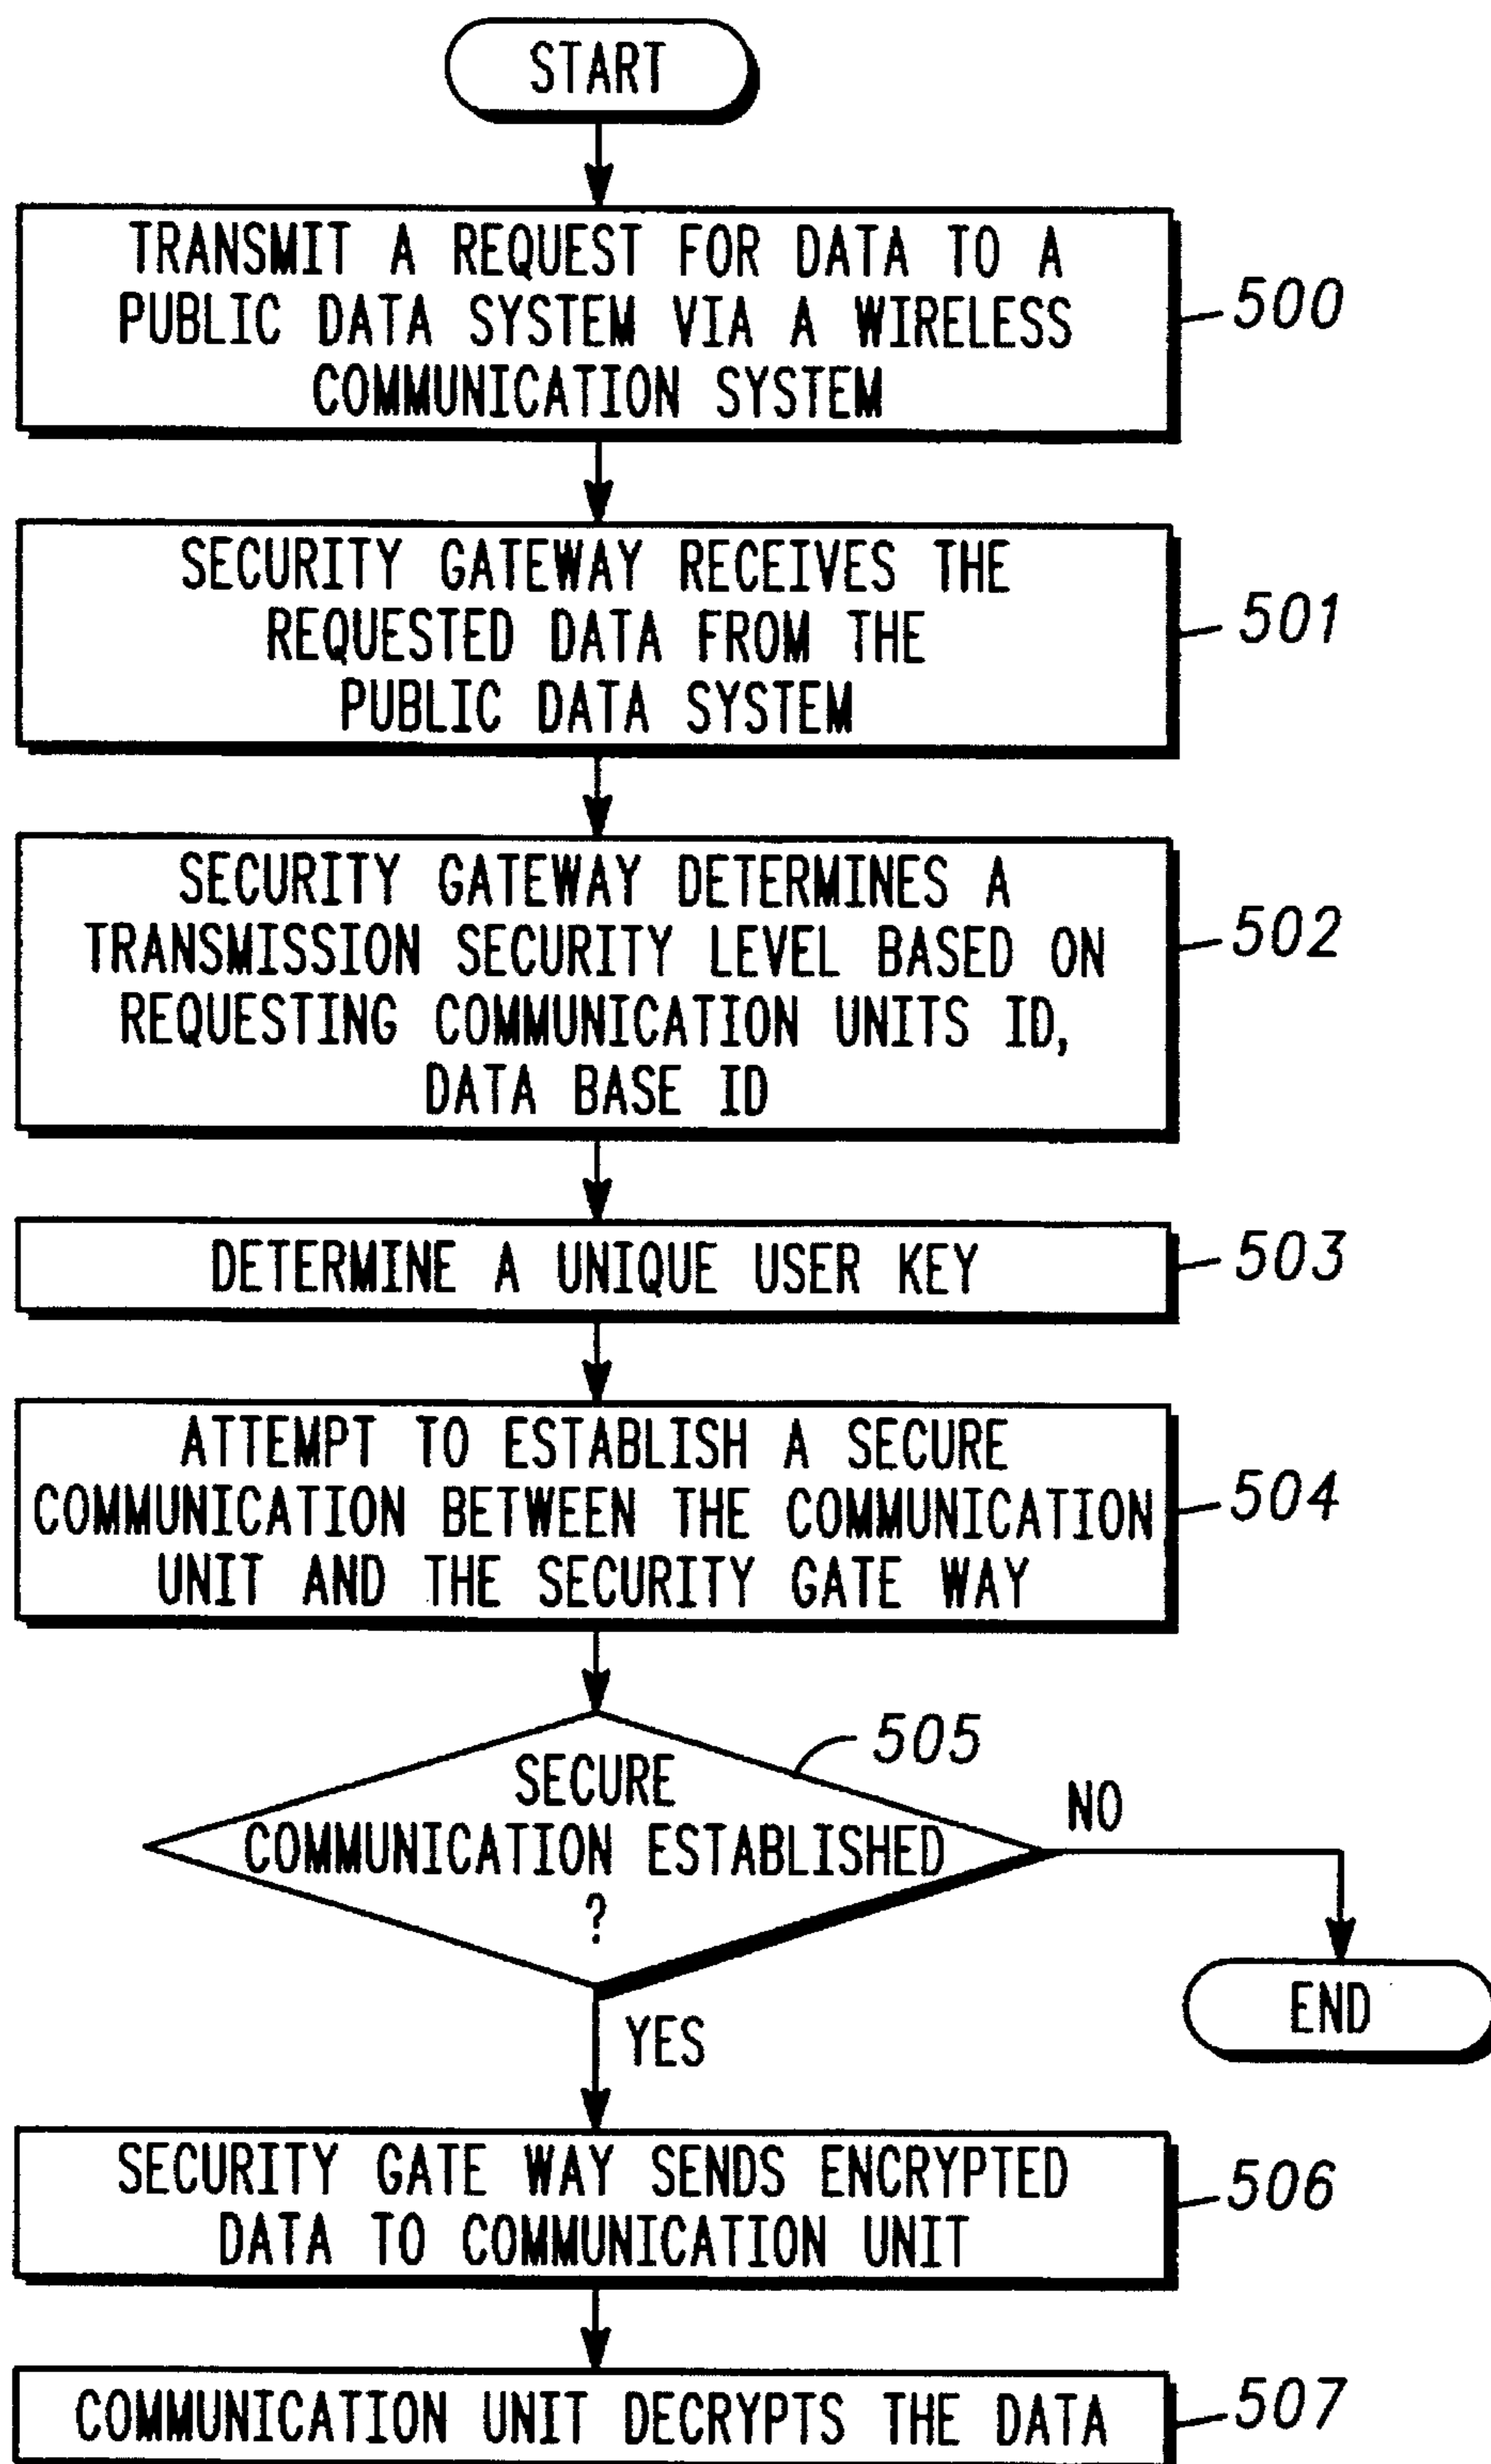 START
TRANSMIT A REQUEST FOR DATA TO A
PUBLIC DATA SYSTEM VIA A WIRELESS
COMMUNICATION SYSTEM
500
SECURITY GATEWAY RECEIVES THE
REQUESTED DATA FROM THE
PUBLIC DATA SYSTEM
501
SECURITY GATEWAY DETERMINES A
TRANSMISSION SECURITY LEVEL BASED ON
REQUESTING COMMUNICATION UNITS ID,
DATA BASE ID
502
DETERMINE A UNIQUE USER KEY
503
ATTEMPT TO ESTABLISH A SECURE
COMMUNICATION BETWEEN THE COMMUNICATION
UNIT AND THE SECURITY GATE WAY
504
505
SECURE
COMMUNICATION ESTABLISHED
?
NO
END
YES
SECURITY GATE WAY SENDS ENCRYPTED
DATA TO COMMUNICATION UNIT
506
COMMUNICATION UNIT DECRYPTS THE DATA
507